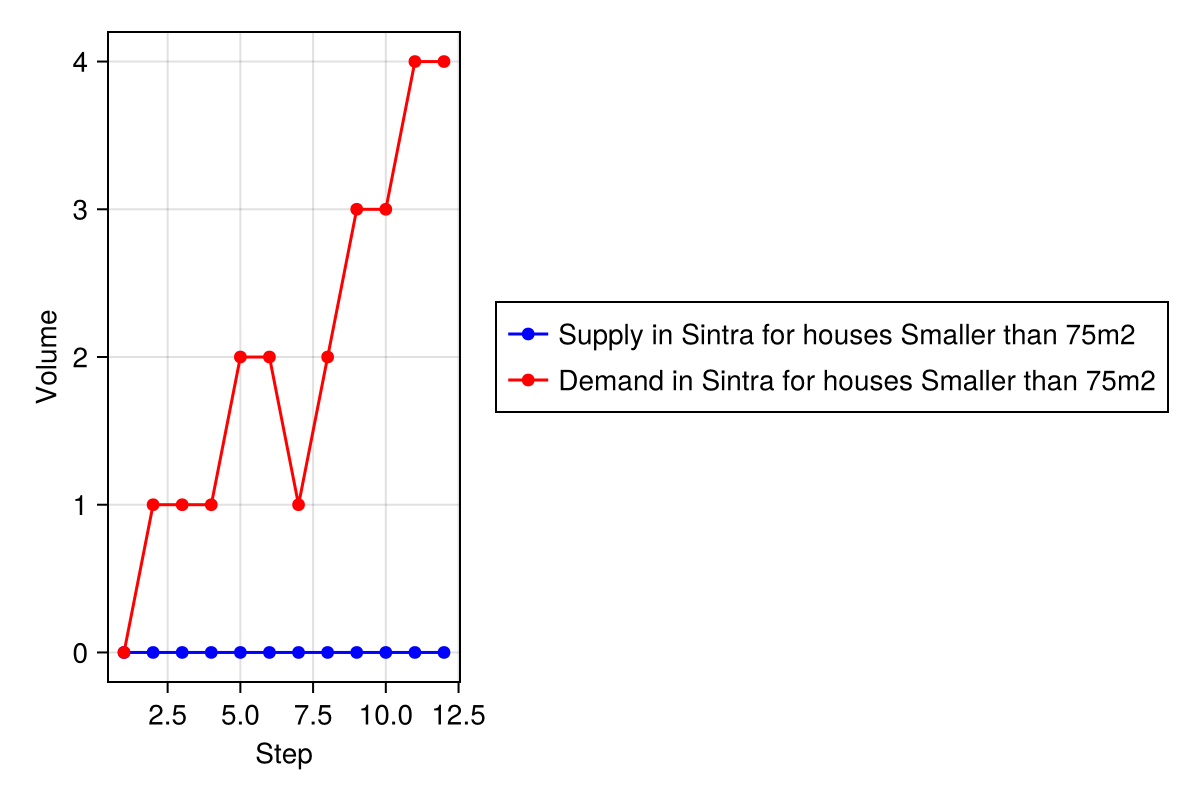 4
3
2
1
0
Volume
2.5 5.0 7.5 10.0 12.5
Step
Supply in Sintra for houses Smaller than 75m2
Demand in Sintra for houses Smaller than 75m2